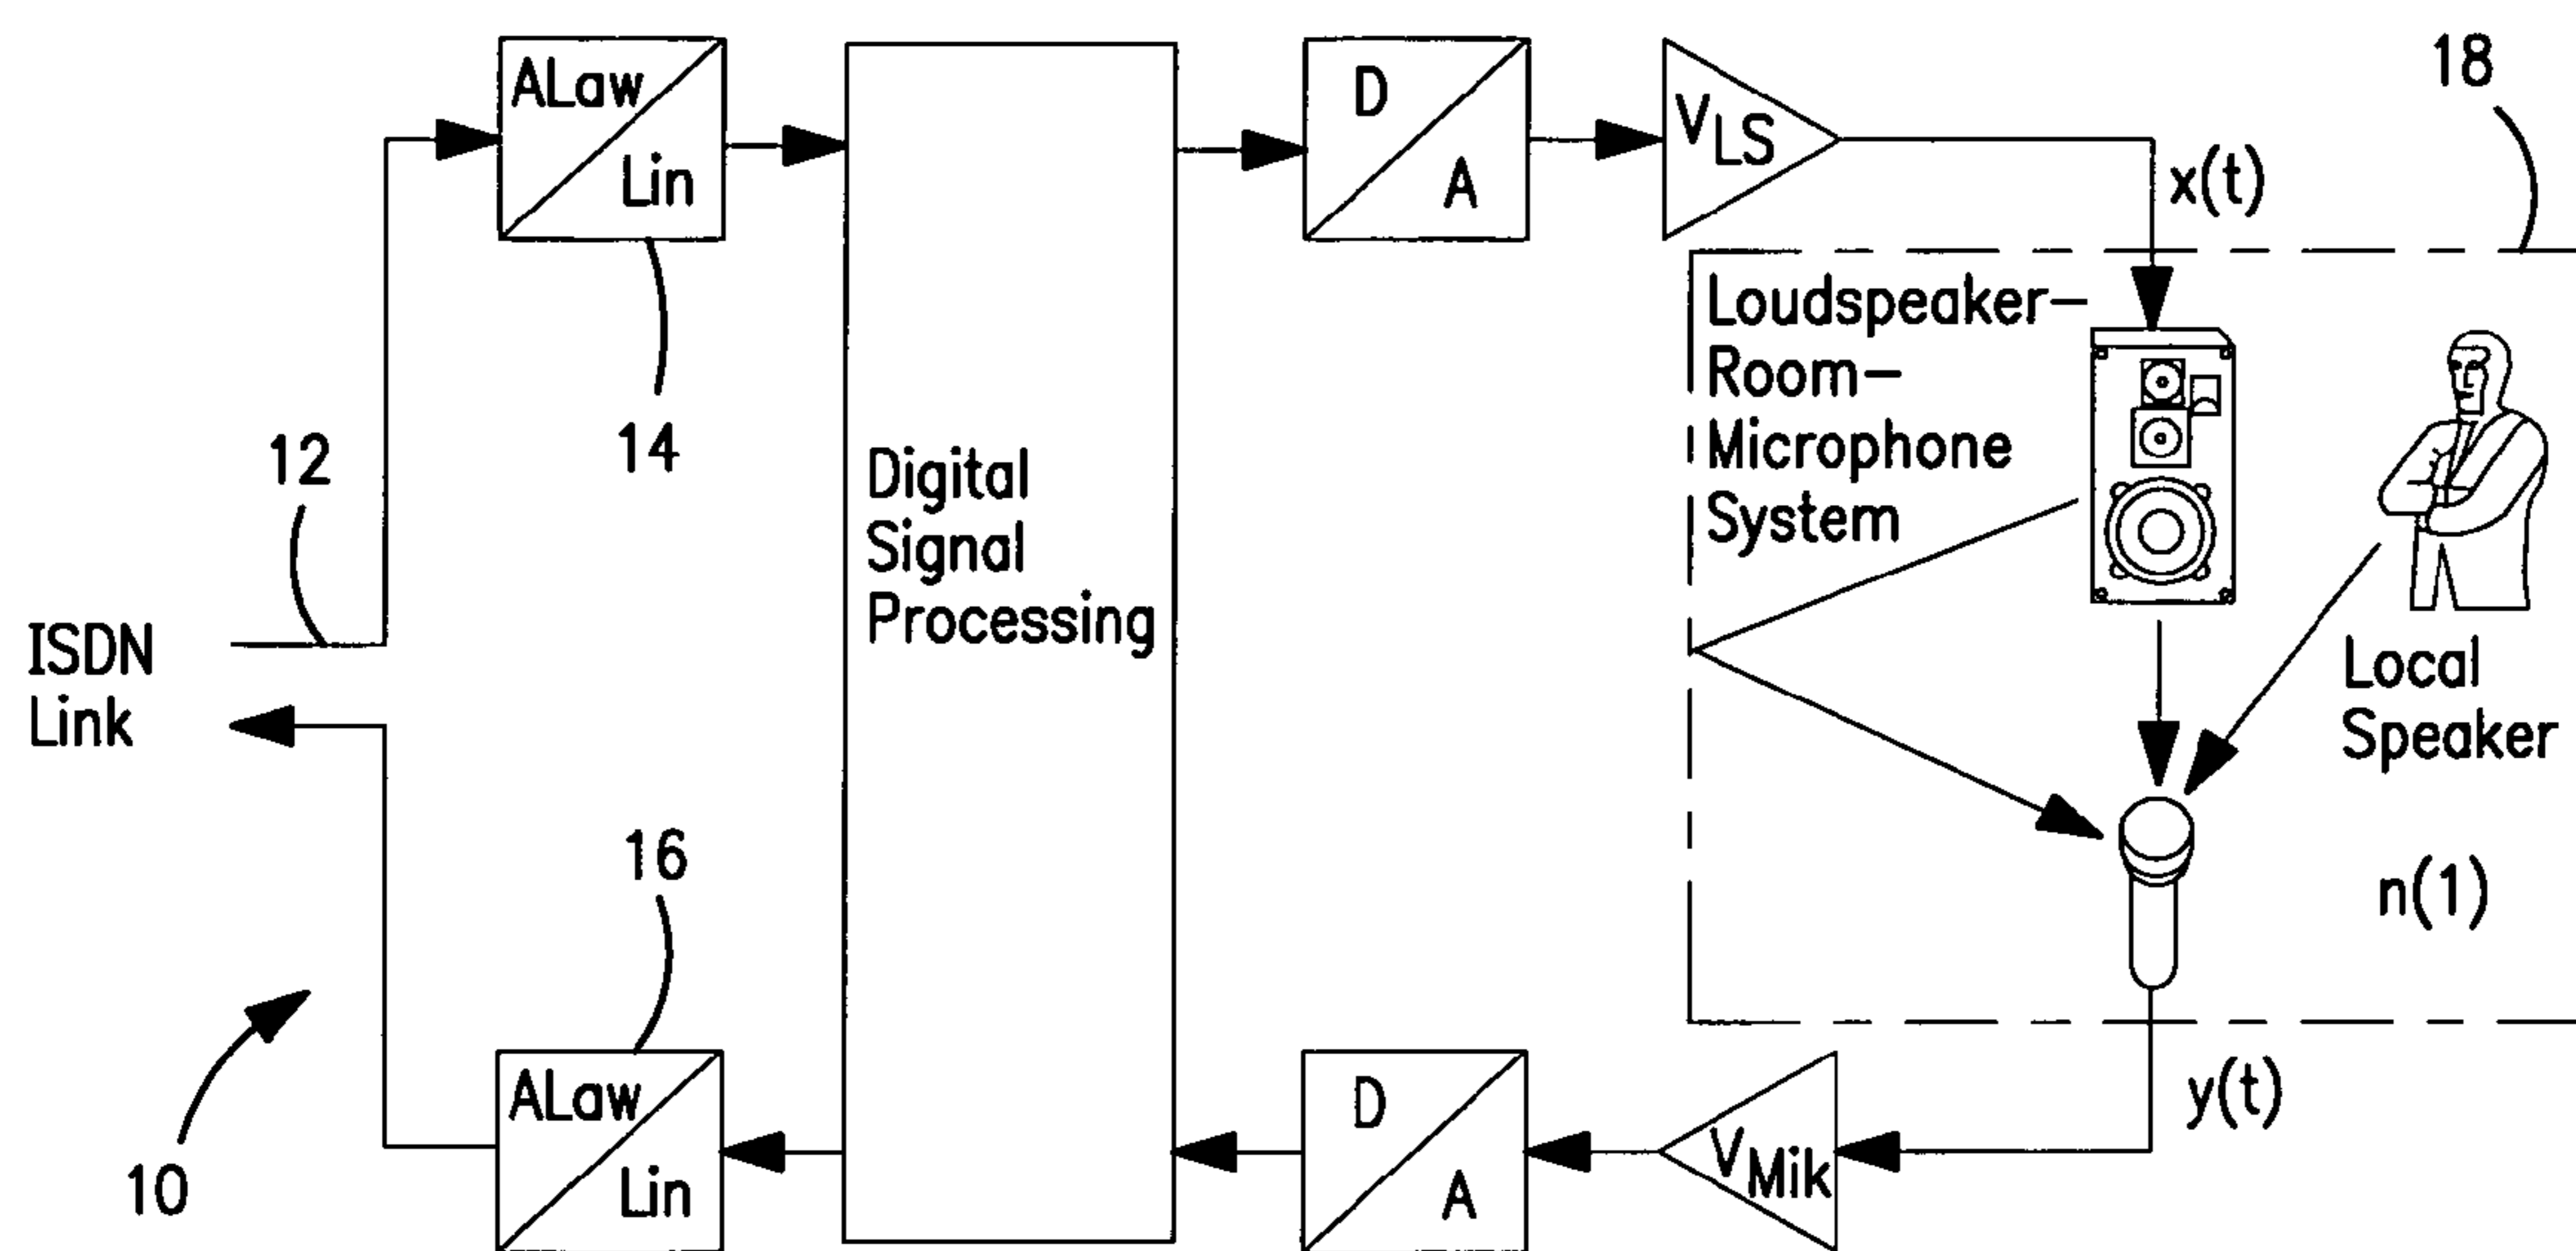 ALaw
Lin
D
A
VLS
x(t)
18
Loudspeaker-
Room-
Microphone
System
12
14
Digital
Signal
Processing
ISDN
Link
Local
Speaker
n(1)
16
10
ALaw
Lin
D
A
VMik
y(t)